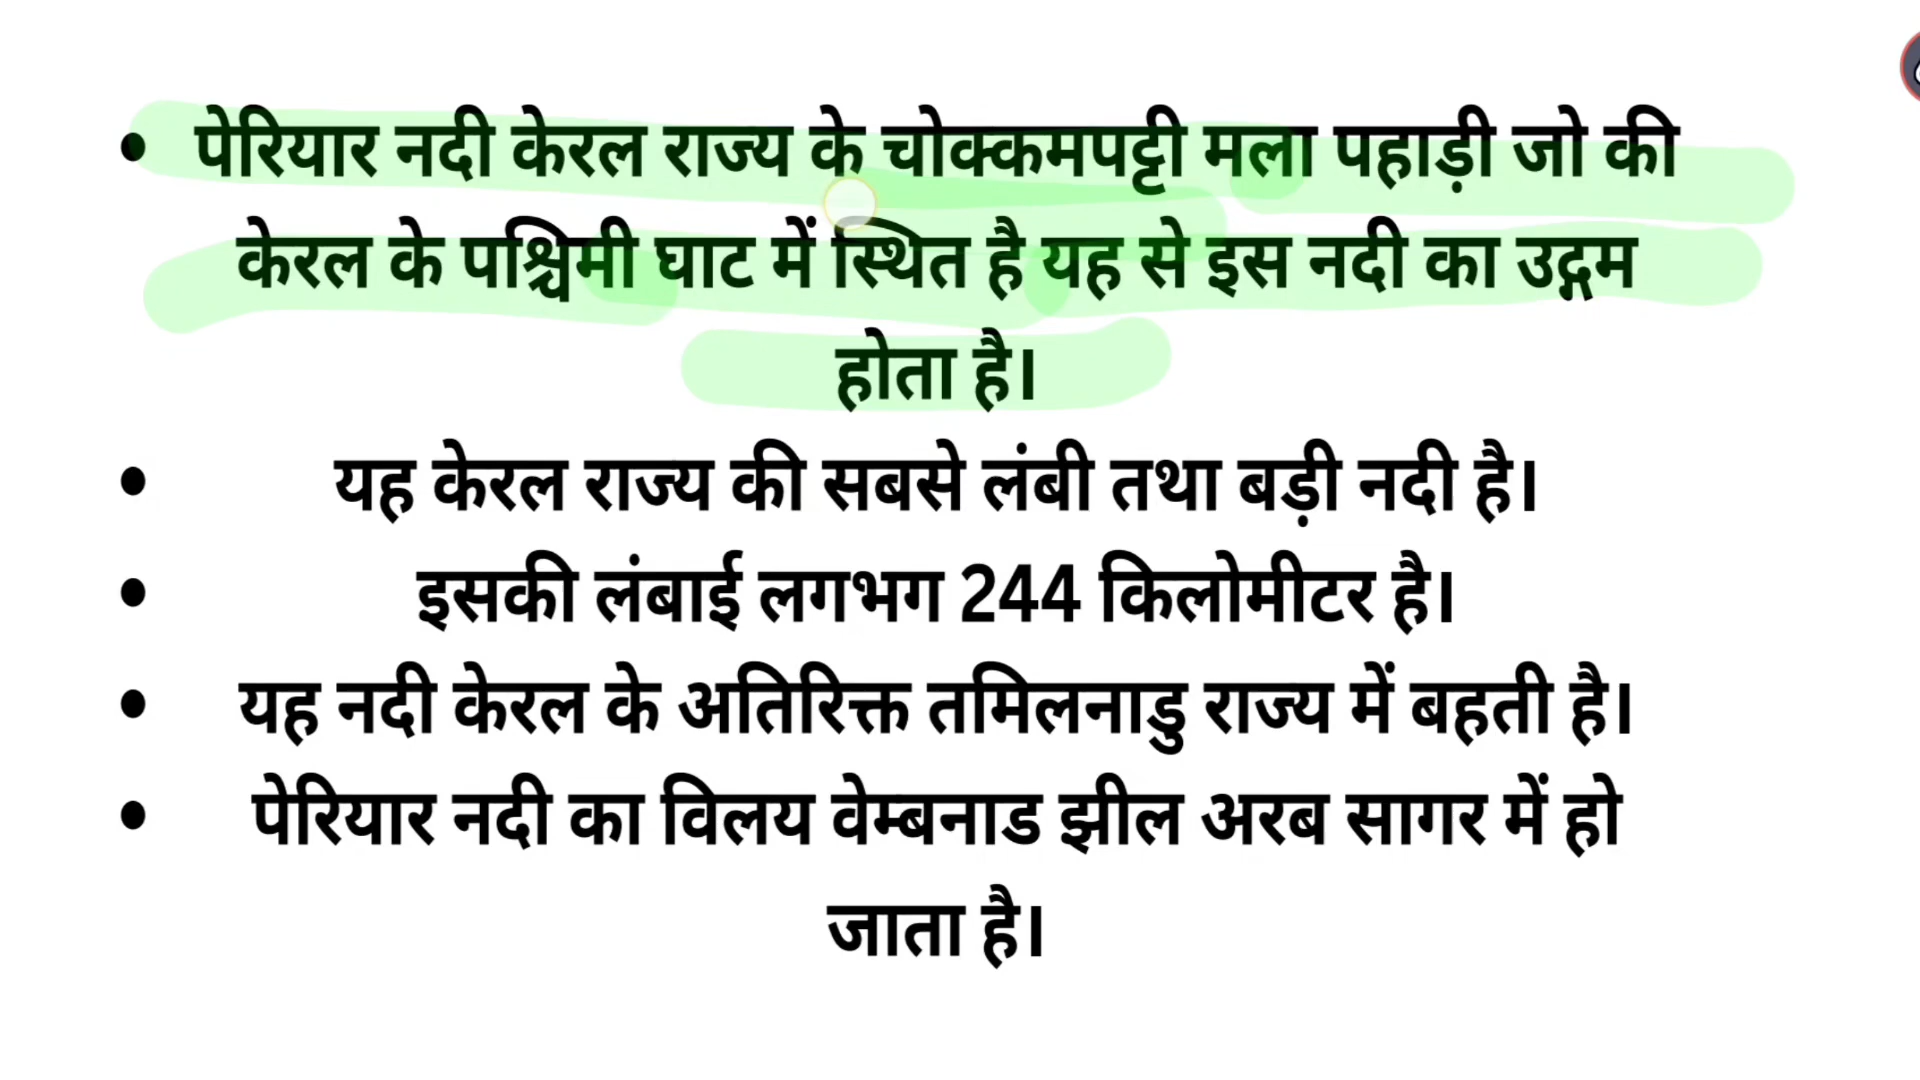 • पेरियार नदी केरल राज्य के चोक्कमपट्टी मला पहाड़ी जो की
केरल के पश्चिमी घाट में स्थित है यह से इस नदी का उद्गम
होता है।
• यह केरल राज्य की सबसे लंबी तथा बड़ी नदी है।
• इसकी लंबाई लगभग 244 किलोमीटर है।
• यह नदी केरल के अतिरिक्त तमिलनाडु राज्य में बहती है।
• पेरियार नदी का विलय वेम्बनाड झील अरब सागर में हो
जाता है।